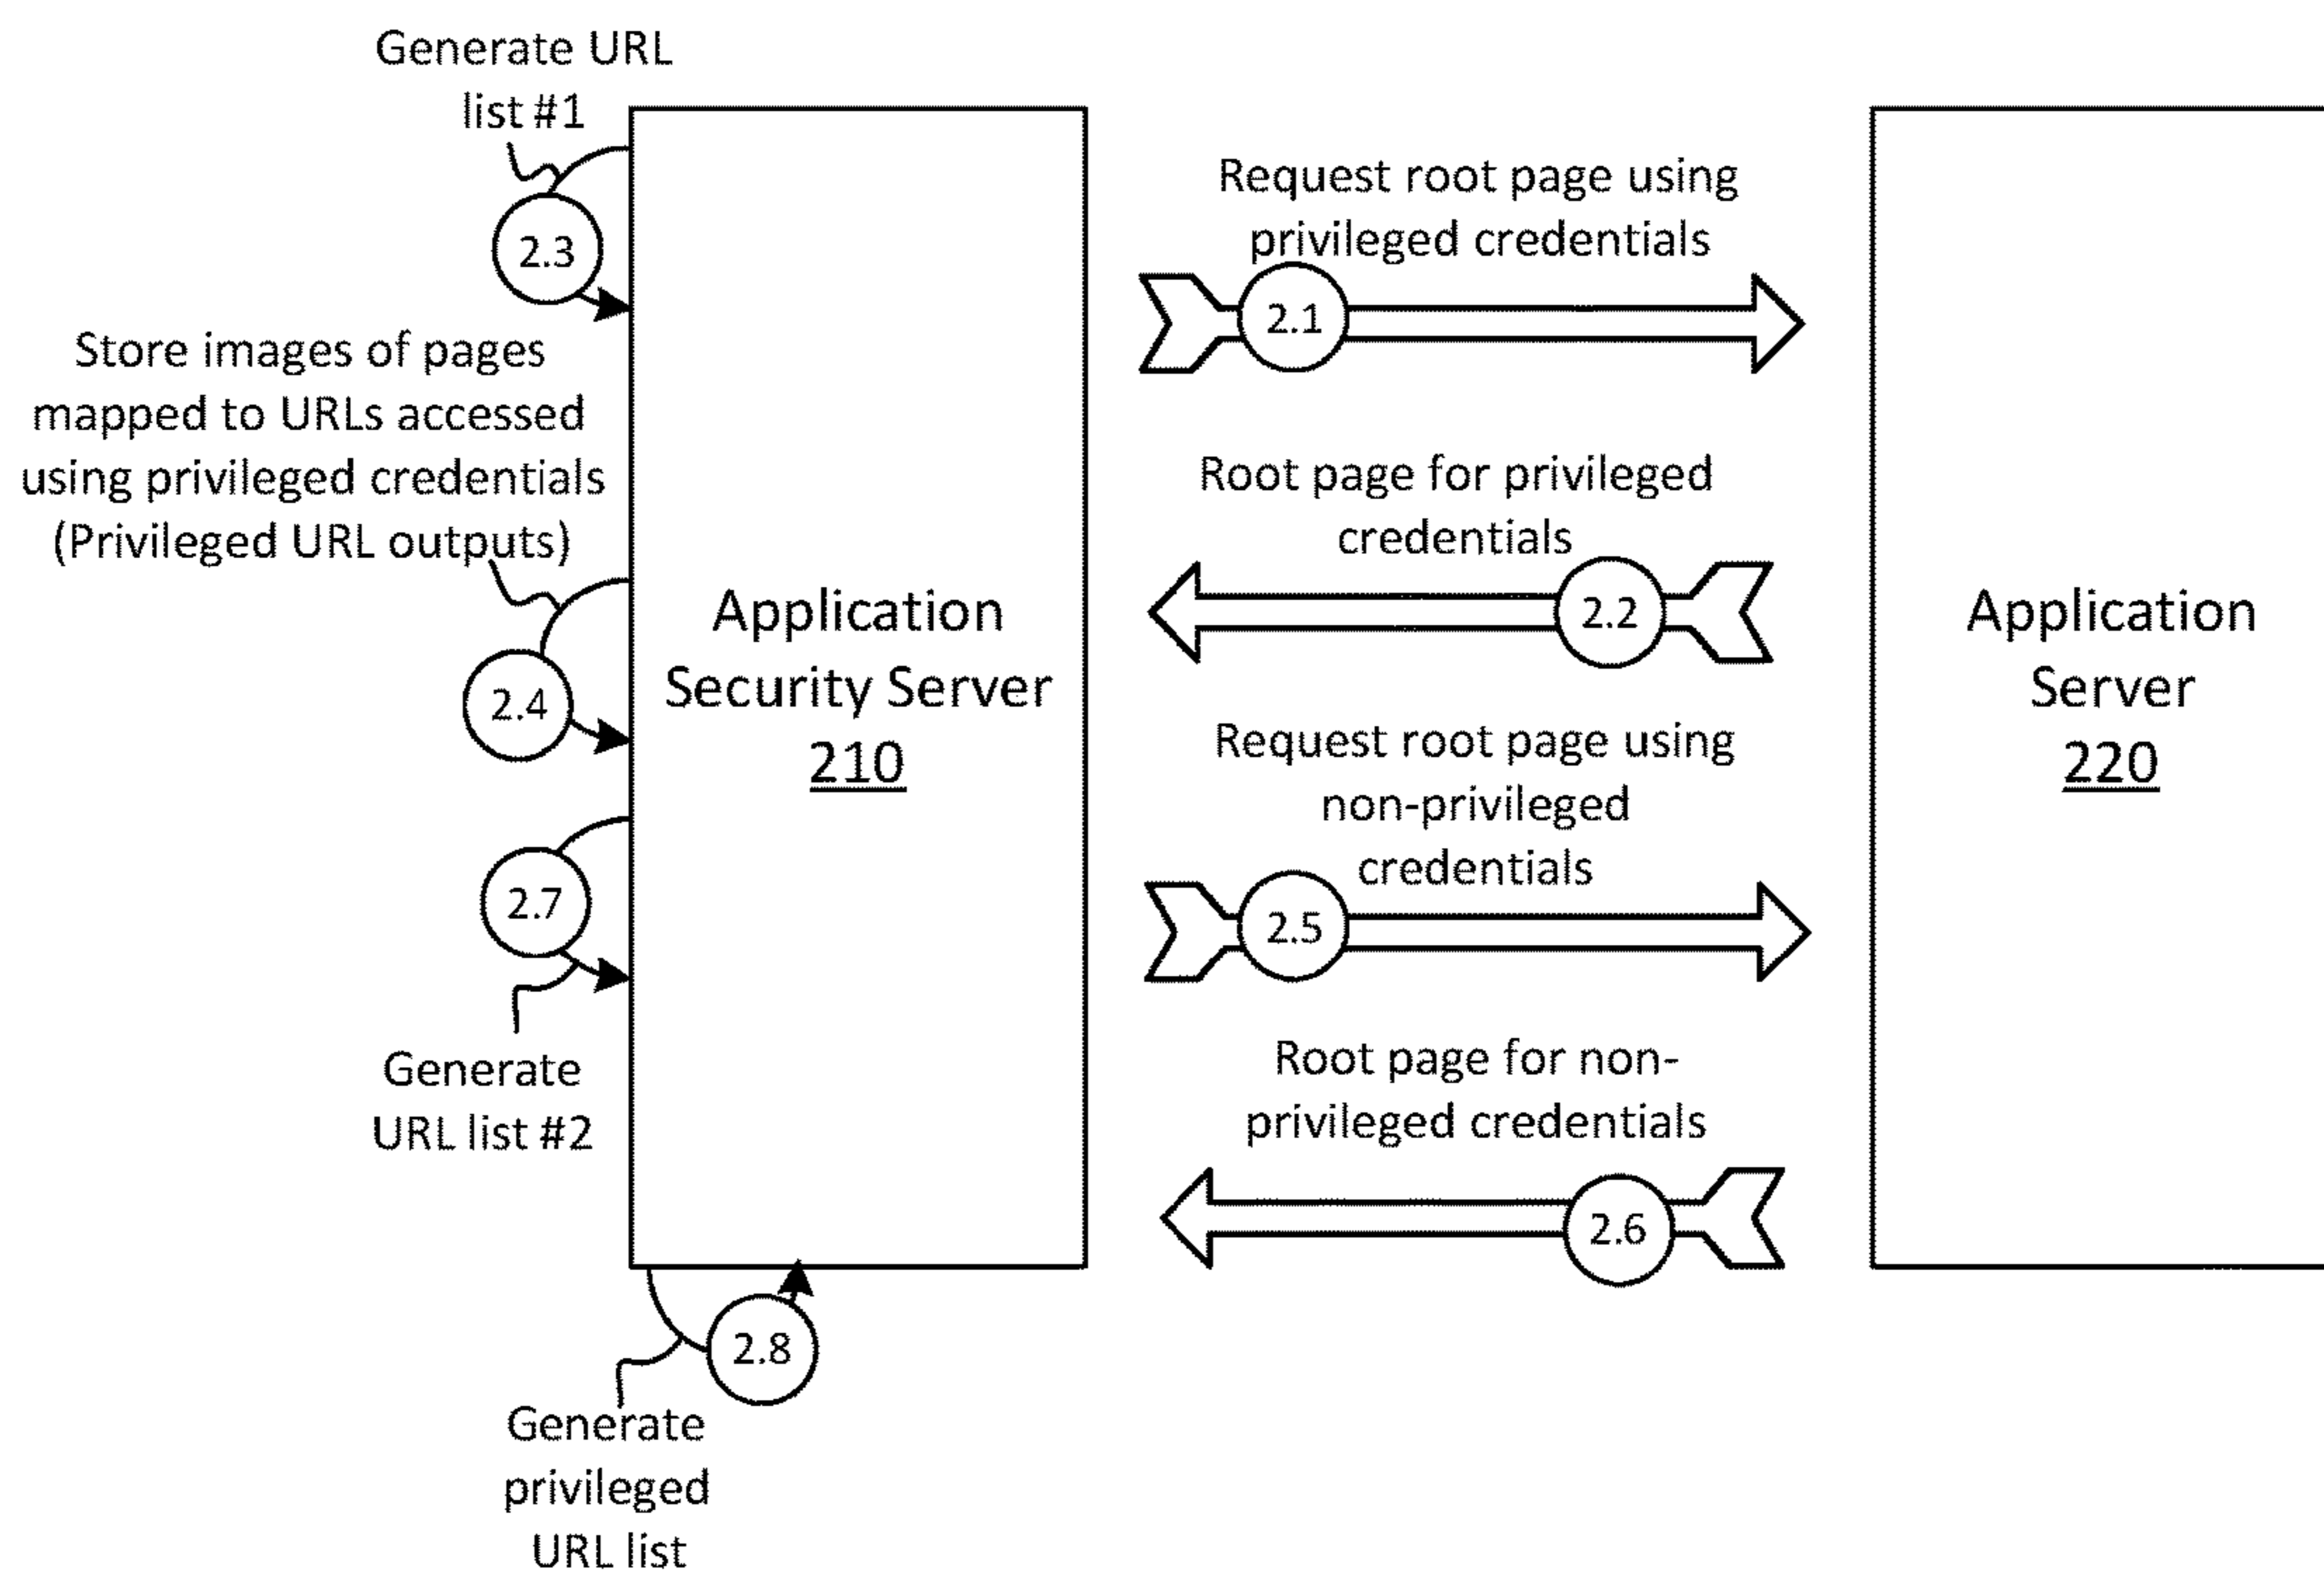 Generate URL
list #1
2.3
Store images of pages
mapped to URLs accessed
using privileged credentials
(Privileged URL outputs)
2.4
2.7
Generate
URL list #2
Application
Security Server
210
2.8
Generate
privileged
URL list
Request root page using
privileged credentials
2.1
Root page for privileged
credentials
2.2
Request root page using
non-privileged
credentials
2.5
Root page for non-
privileged credentials
2.6
Application
Server
220